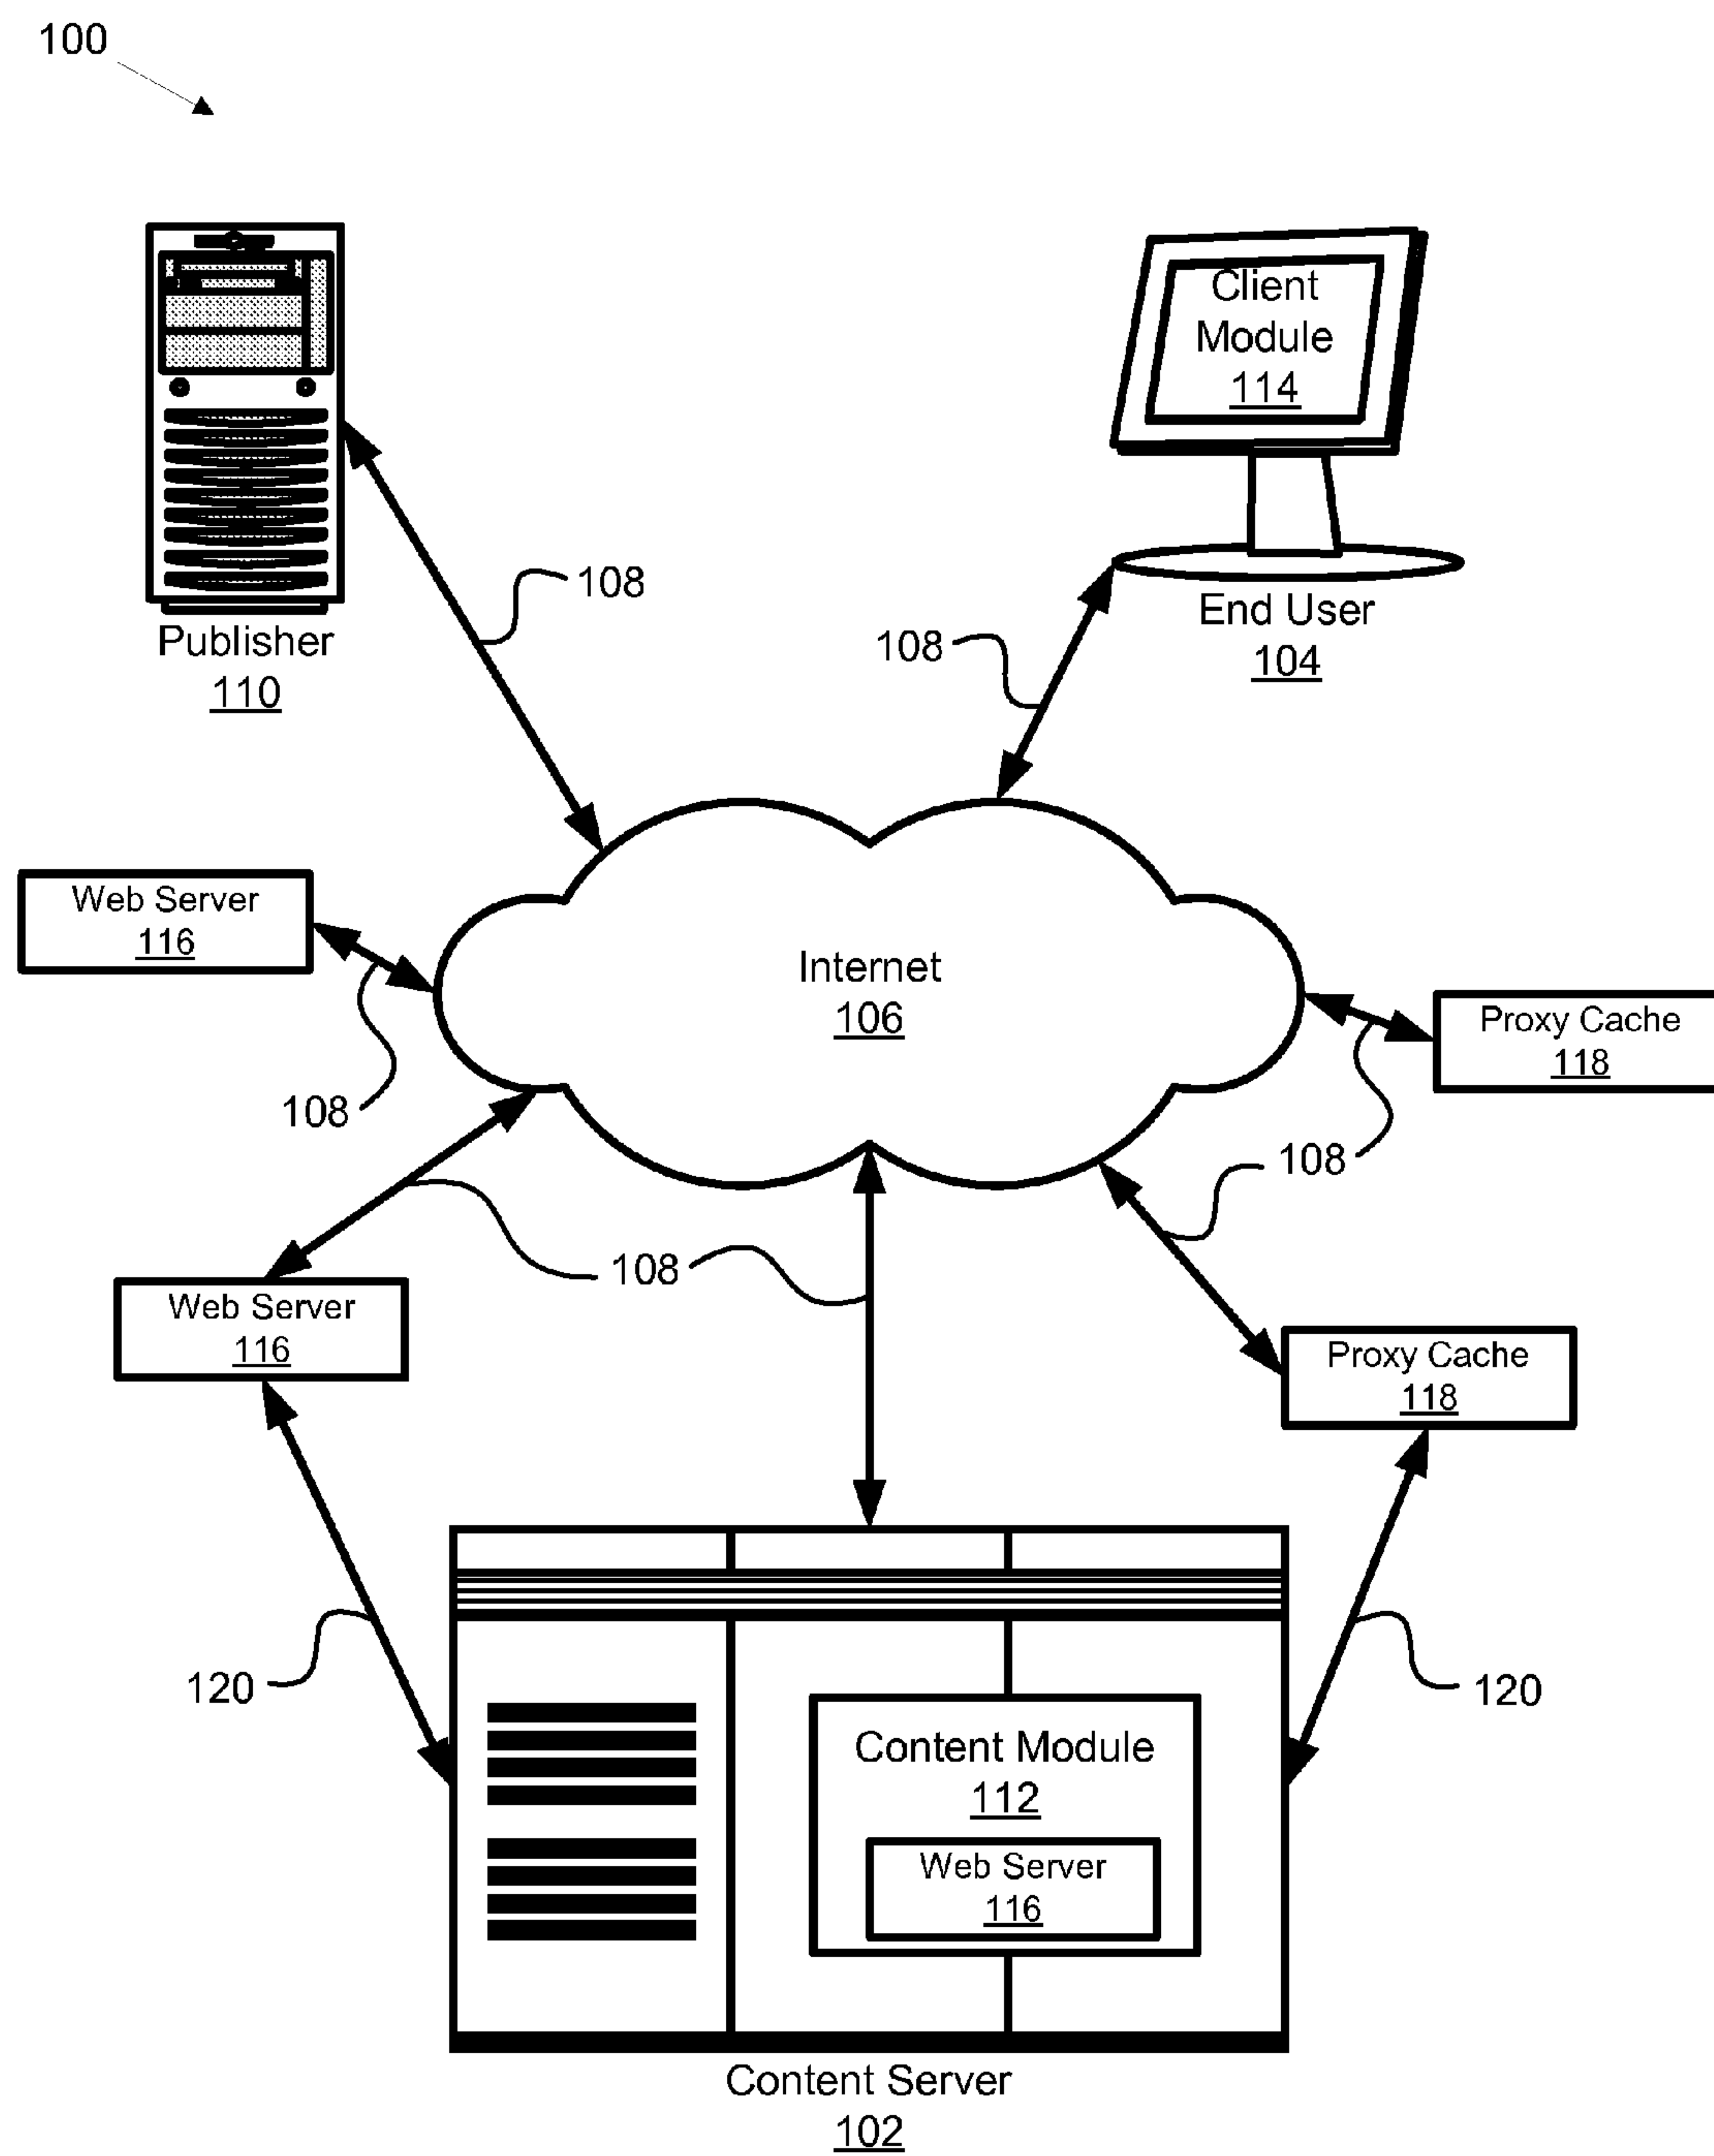 100
Client
Module
114
108
Publisher
110
108
End User
104
Web Server
116
Internet
106
Proxy Cache
118
108
108
108
Web Server
116
Proxy Cache
118
120
120
Content Module
112
Web Server
116
Content Server
102